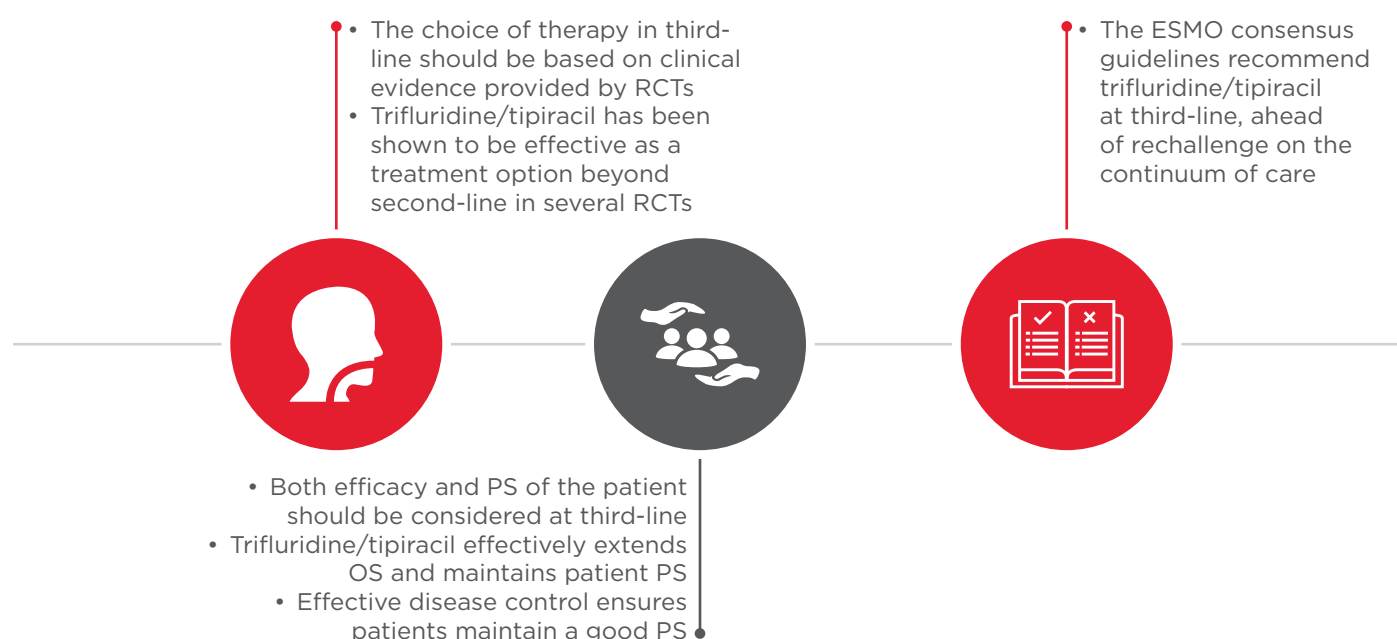 • The choice of therapy in third-
line should be based on clinical
evidence provided by RCTs
• Trifluridine/tipiracil has been
shown to be effective as a
treatment option beyond
second-line in several RCTs
• Both efficacy and PS of the patient
should be considered at third-line
• Trifluridine/tipiracil effectively extends
OS and maintains patient PS
• Effective disease control ensures
patients maintain a good PS
• The ESMO consensus
guidelines recommend
trifluridine/tipiracil
at third-line, ahead
of rechallenge on the
continuum of care